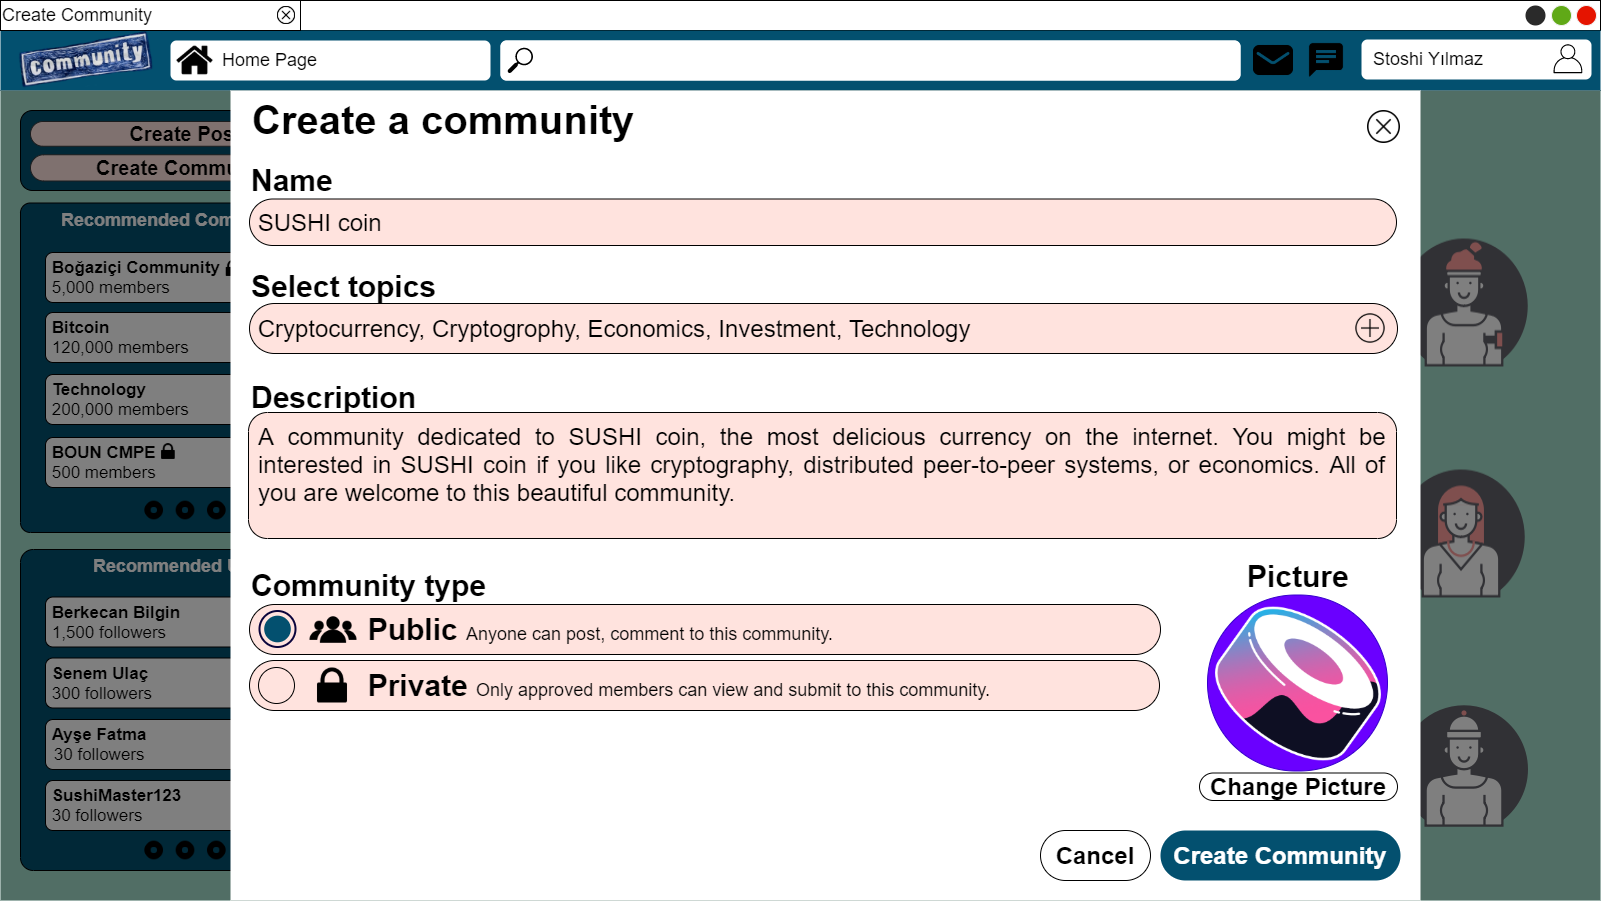 Create Community
community
Home Page
Stoshi Yılmaz
Create Pos
Create Commu
Recommended Com
Boğaziçi Community
5,000 members
Bitcoin
120,000 members
Technology
200,000 members
BOUN CMPE
500 members
Recommended
Berkecan Bilgin
1,500 followers
Senem Ulaç
300 followers
Ayşe Fatma
30 followers
SushiMaster123
30 followers
Create a community
Name
SUSHI coin
Select topics
Cryptocurrency, Cryptogrophy, Economics, Investment, Technology
Description
A community dedicated to SUSHI coin, the most delicious currency on the internet. You might be
interested in SUSHI coin if you like cryptography, distributed peer-to-peer systems, or economics. All of
you are welcome to this beautiful community.
Community type
Public Anyone can post, comment to this community.
Private Only approved members can view and submit to this community.
Picture
Change Picture
Cancel
Create Community